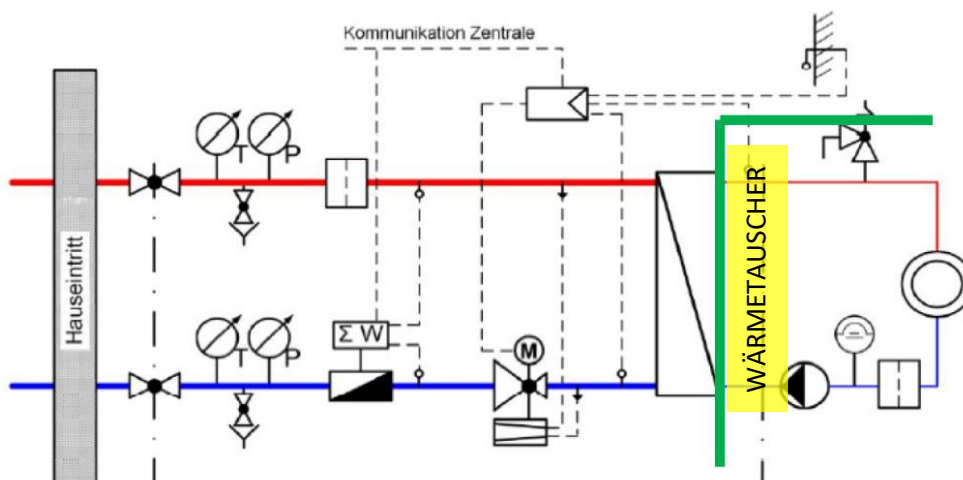 Kommunikation Zentrale
T
P
Hauseintritt
WÄRMETAUSCHER
T
P
Σ W
M